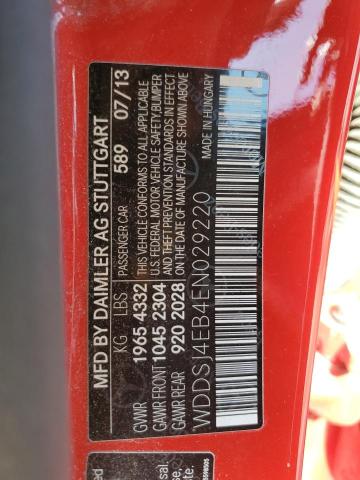 MFD BY DAIMLER AG STUTTGART
KG LBS PASSENGER CAR 589 07/13
GVWR 1965 4332
GAWR FRONT 1045 2304
GAWR REAR 920 2028
THIS VEHICLE CONFORMS TO ALL APPLICABLE
U.S. FEDERAL MOTOR VEHICLE SAFETY, BUMPER
AND THEFT PREVENTION STANDARDS IN EFFECT
ON THE DATE OF MANUFACTURE SHOWN ABOVE
WDDSJ4EB4EN029220
MADE IN HUNGARY